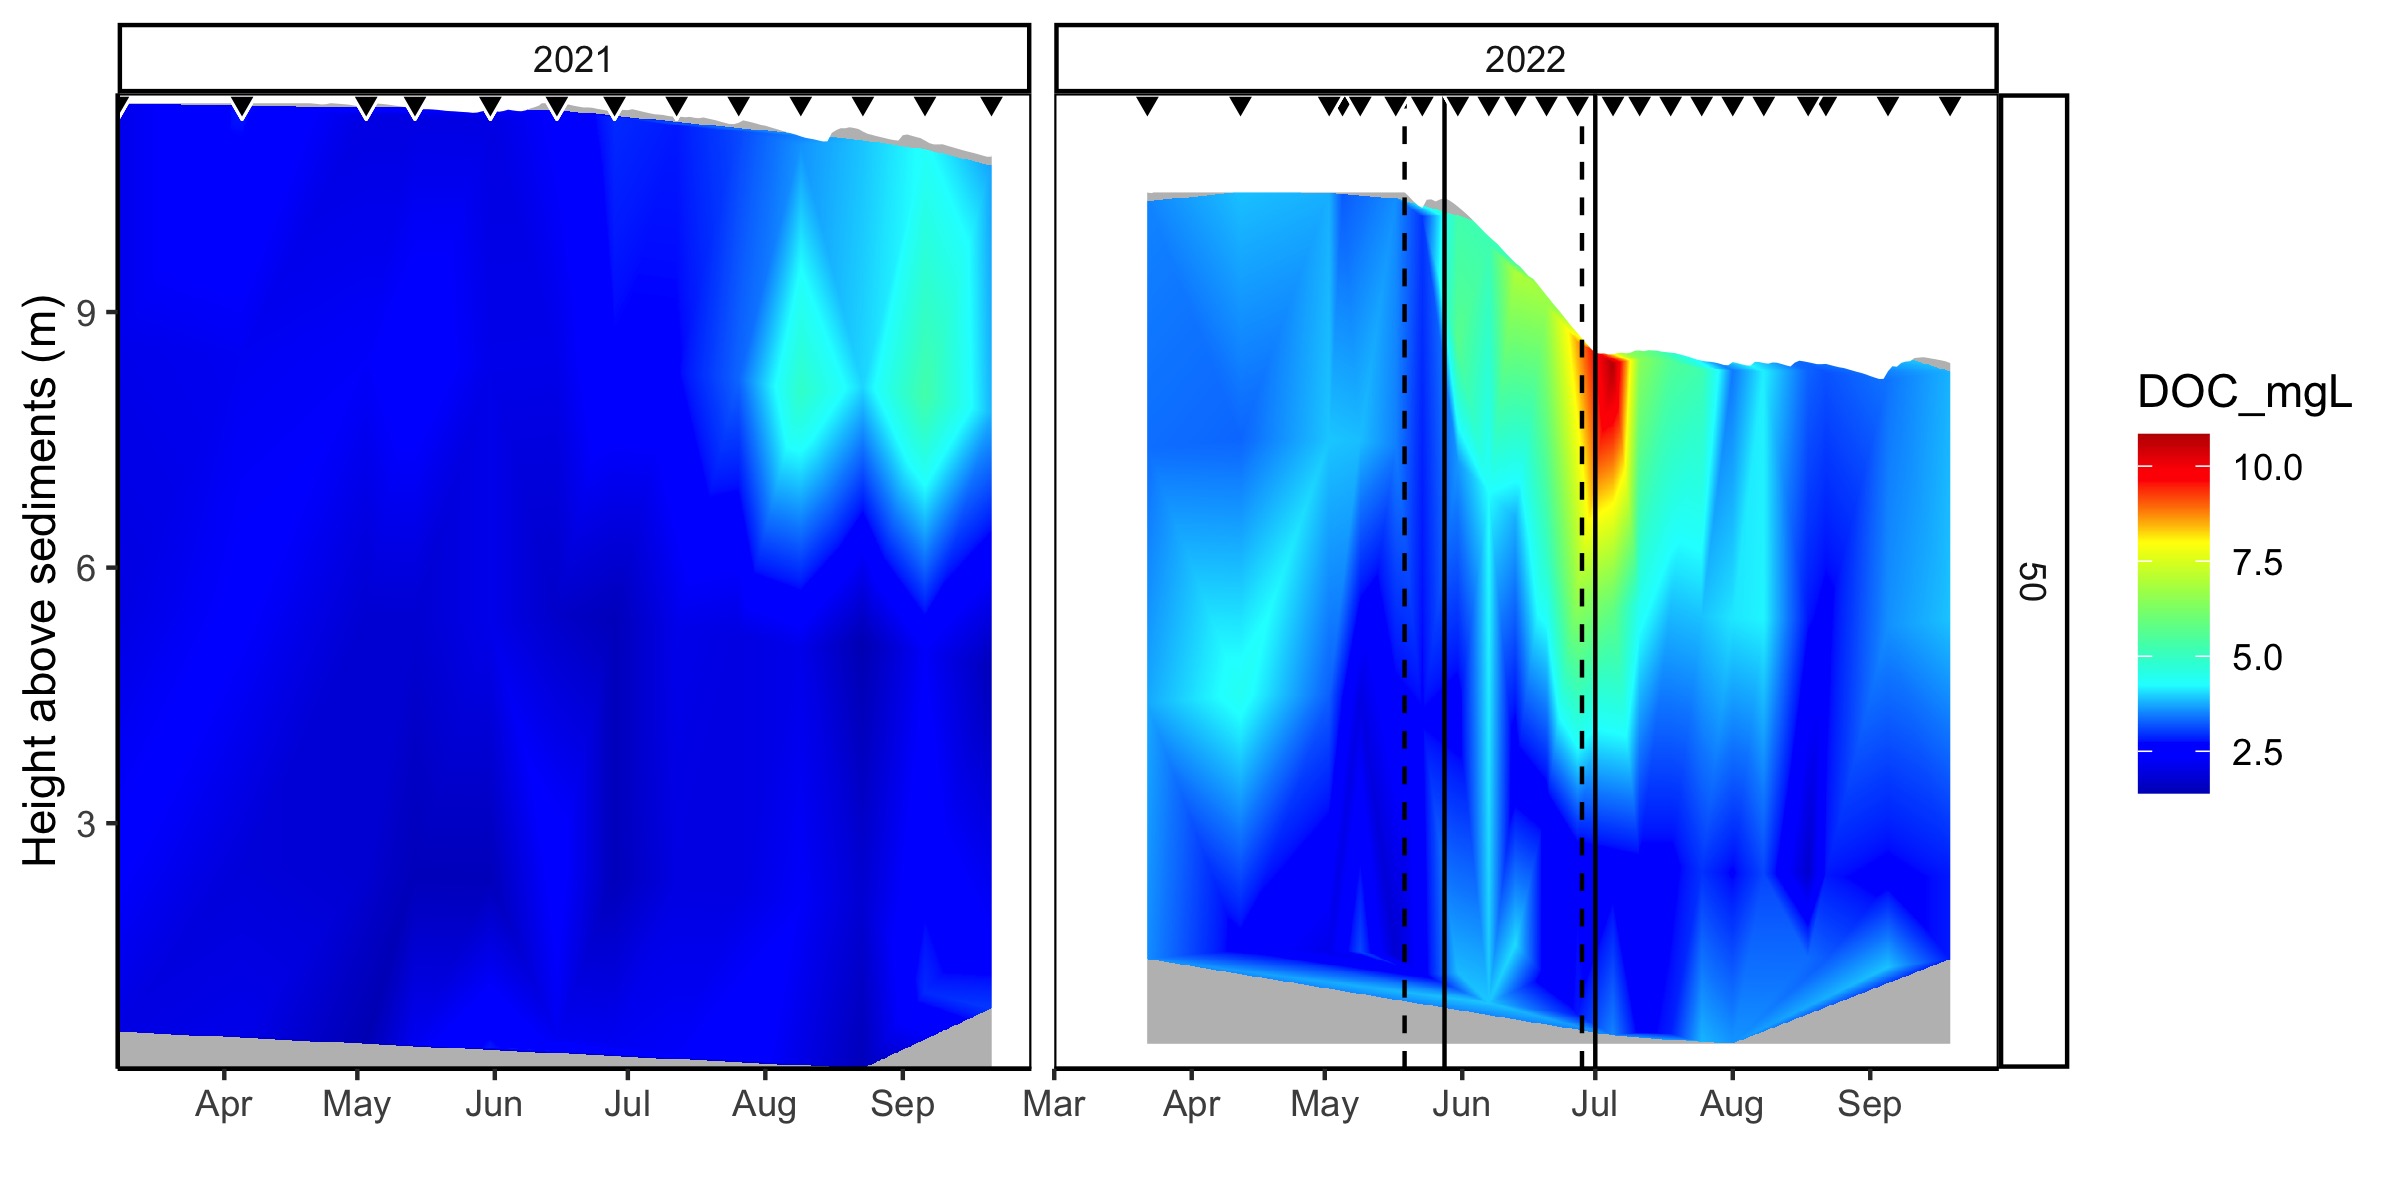 2021
2022
Height above sediments (m)
9
6
3
50
DOC_mgL
10.0
7.5
5.0
2.5
Apr May Jun Jul Aug Sep
Mar Apr May Jun Jul Aug Sep